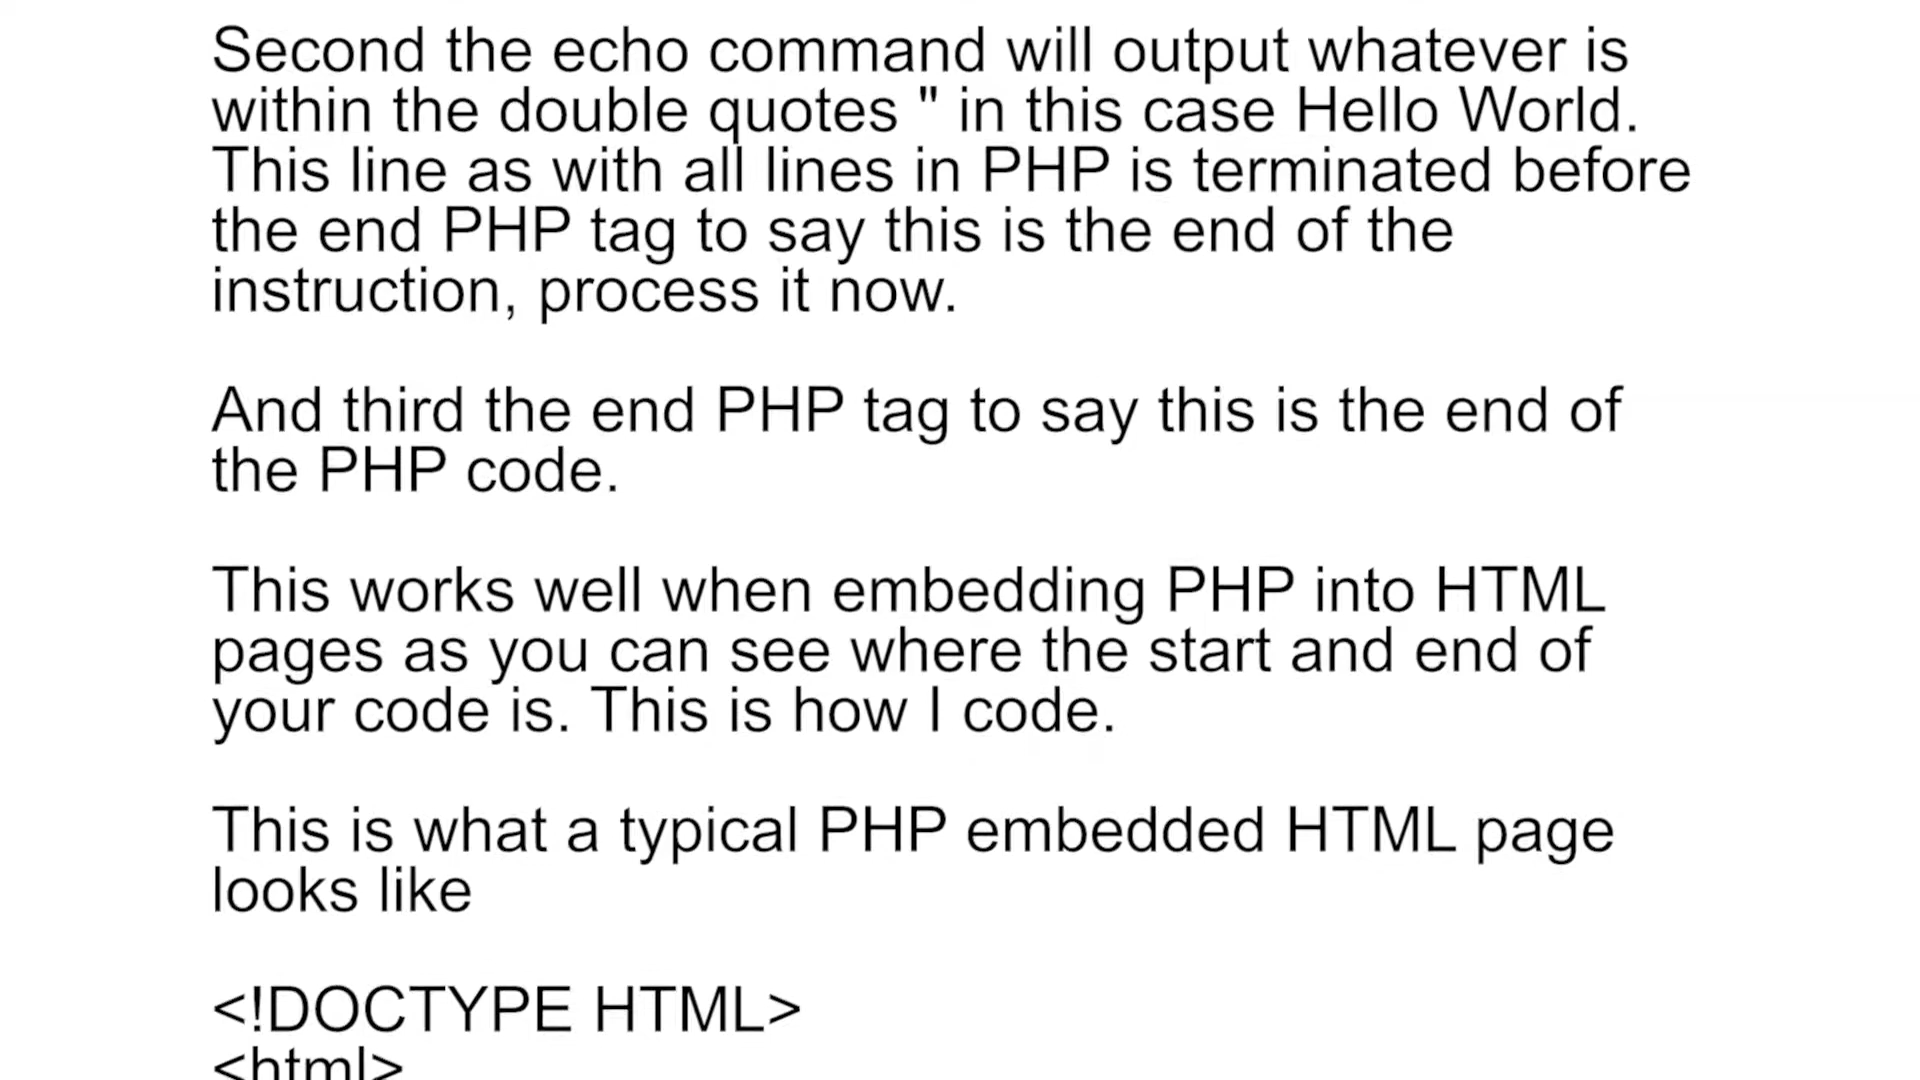 Second the echo command will output whatever is
within the double quotes " in this case Hello World.
This line as with all lines in PHP is terminated before
the end PHP tag to say this is the end of the
instruction, process it now.
And third the end PHP tag to say this is the end of
the PHP code.
This works well when embedding PHP into HTML
pages as you can see where the start and end of
your code is. This is how I code.
This is what a typical PHP embedded HTML page
looks like
<!DOCTYPE HTML>
<html>